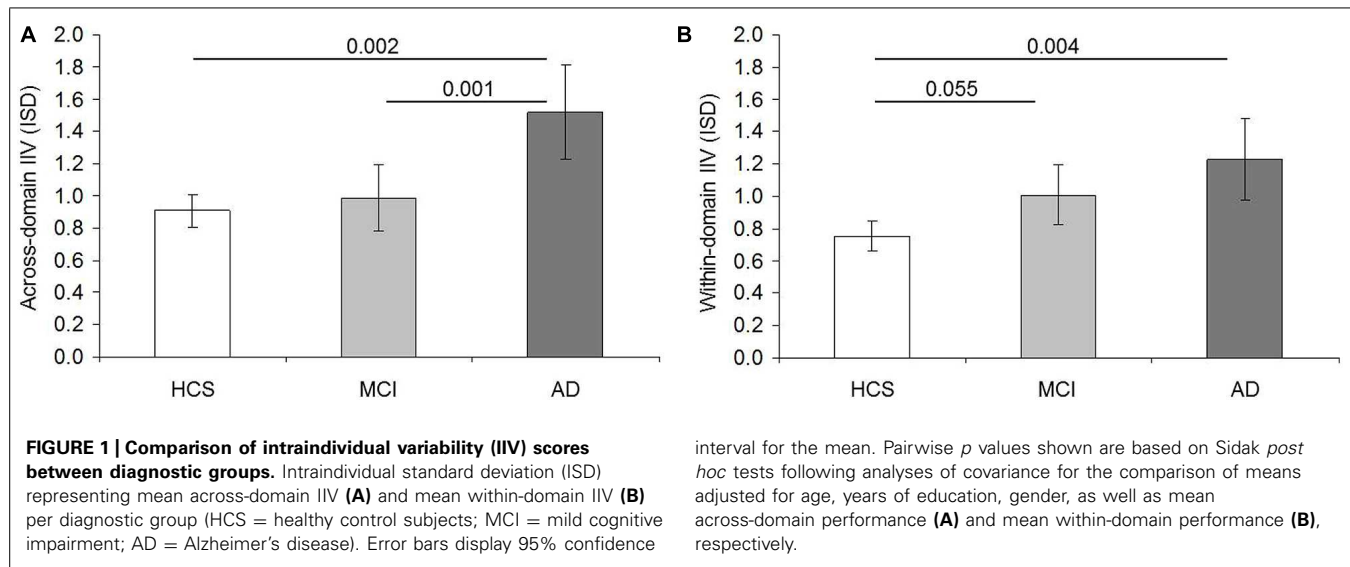 A
Across-domain IIV (ISD)
2.0
1.8
1.6
1.4
1.2
1.0
0.8
0.6
0.4
0.2
0.0
0.002
0.001
HCS MCI AD
B
Within-domain IIV (ISD)
2.0
1.8
1.6
1.4
1.2
1.0
0.8
0.6
0.4
0.2
0.0
0.004
0.055
HCS MCI AD
FIGURE 1 | Comparison of intraindividual variability (IIV) scores
between diagnostic groups. Intraindividual standard deviation (ISD)
representing mean across-domain IIV (A) and mean within-domain IIV (B)
per diagnostic group (HCS = healthy control subjects; MCI = mild cognitive
impairment; AD = Alzheimer's disease). Error bars display 95% confidence
interval for the mean. Pairwise p values shown are based on Sidak post
hoc tests following analyses of covariance for the comparison of means
adjusted for age, years of education, gender, as well as mean
across-domain performance (A) and mean within-domain performance (B),
respectively.